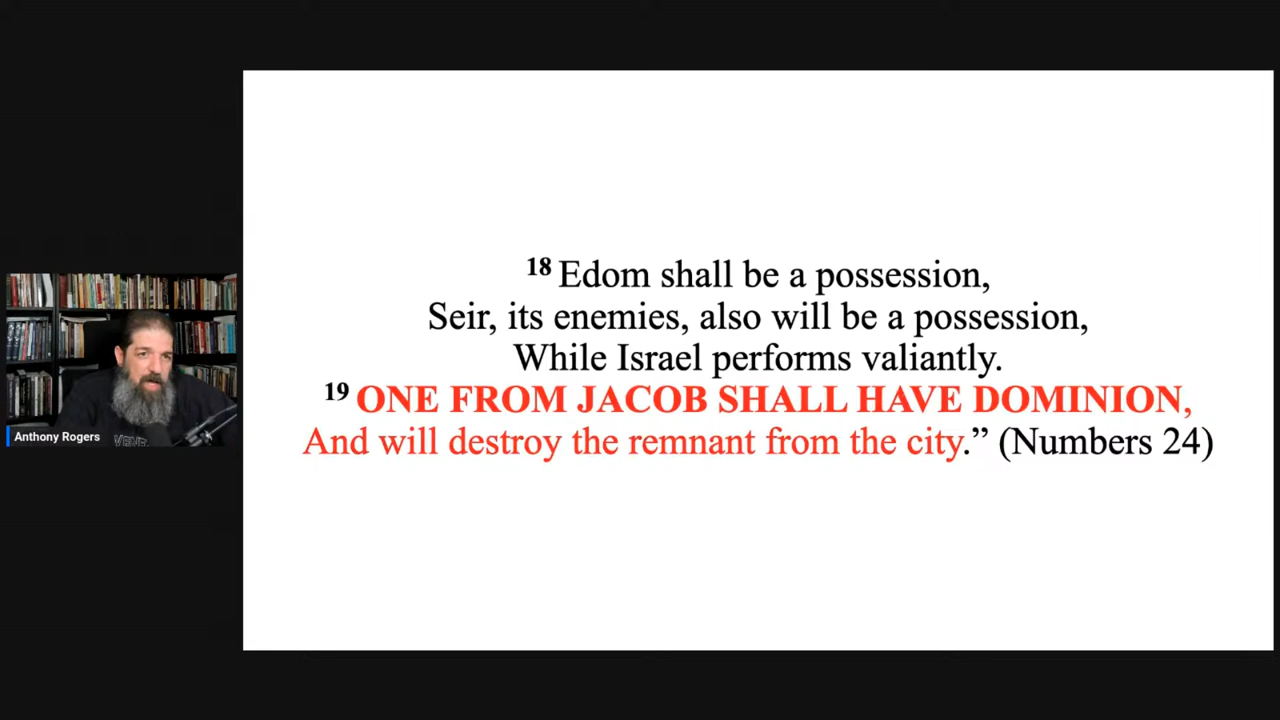 18 Edom shall be a possession,
Seir, its enemies, also will be a possession,
While Israel performs valiantly.
19 ONE FROM JACOB SHALL HAVE DOMINION,
And will destroy the remnant from the city.” (Numbers 24)
Anthony Rogers